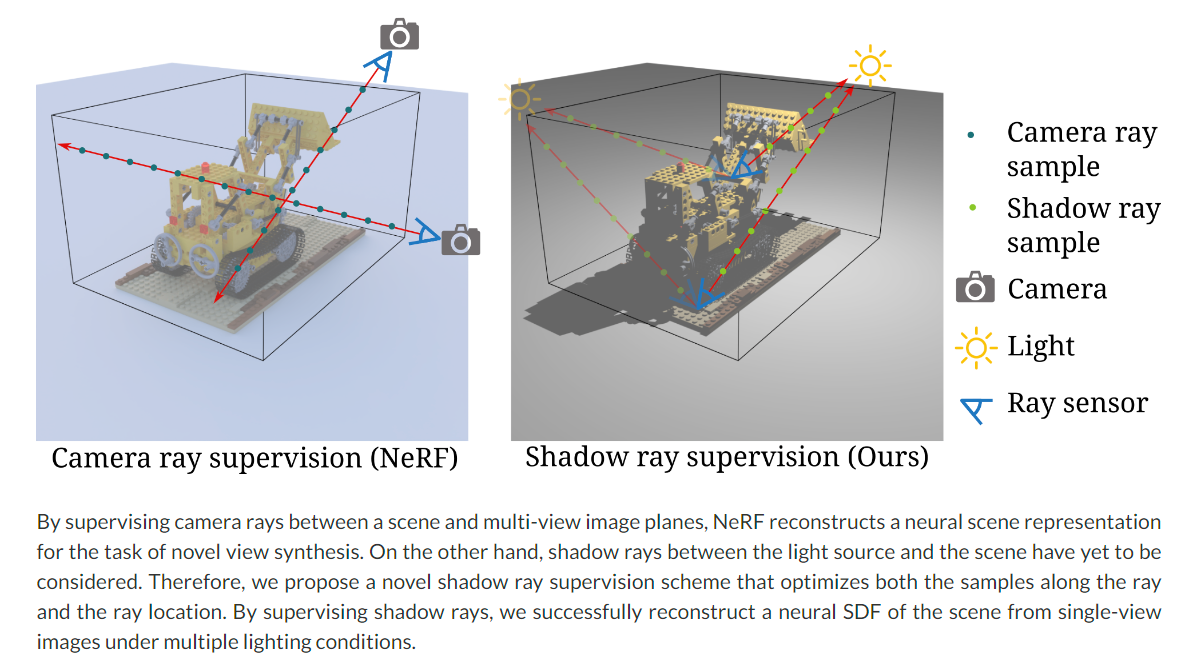 Camera ray
sample
Shadow ray
sample
Camera
Light
Ray sensor
Camera ray supervision (NeRF)
Shadow ray supervision (Ours)
By supervising camera rays between a scene and multi-view image planes, NeRF reconstructs a neural scene representation
for the task of novel view synthesis. On the other hand, shadow rays between the light source and the scene have yet to be
considered. Therefore, we propose a novel shadow ray supervision scheme that optimizes both the samples along the ray
and the ray location. By supervising shadow rays, we successfully reconstruct a neural SDF of the scene from single-view
images under multiple lighting conditions.